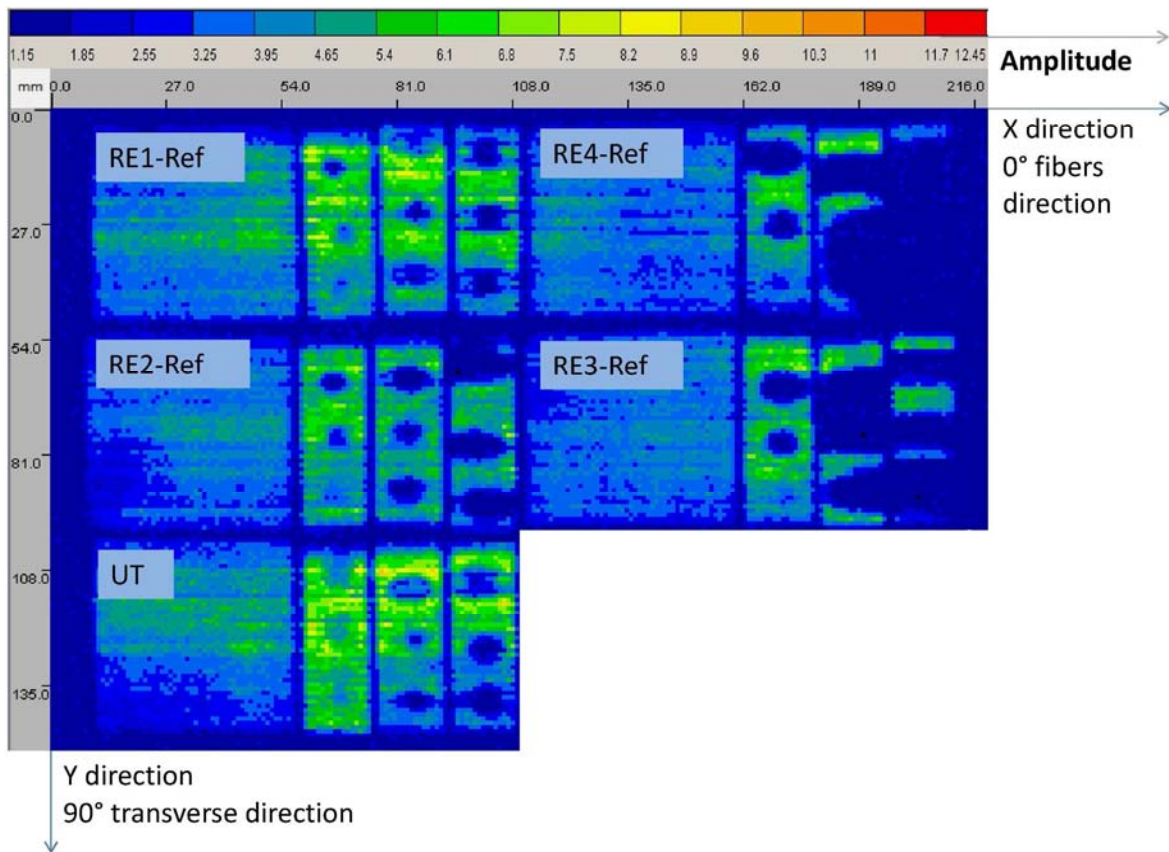 1.15 1.85 2.55 3.25 3.95 4.65 5.4 6.1 6.8 7.5 8.2 8.9 9.6 10.3 11 11.7 12.45
Amplitude
mm 0.0 27.0 54.0 81.0 108.0 135.0 162.0 189.0 216.0
0.0
X direction
0° fibers
direction
RE1-Ref RE4-Ref
27.0
54.0
RE2-Ref RE3-Ref
81.0
108.0
UT
135.0
Y direction
90° transverse direction